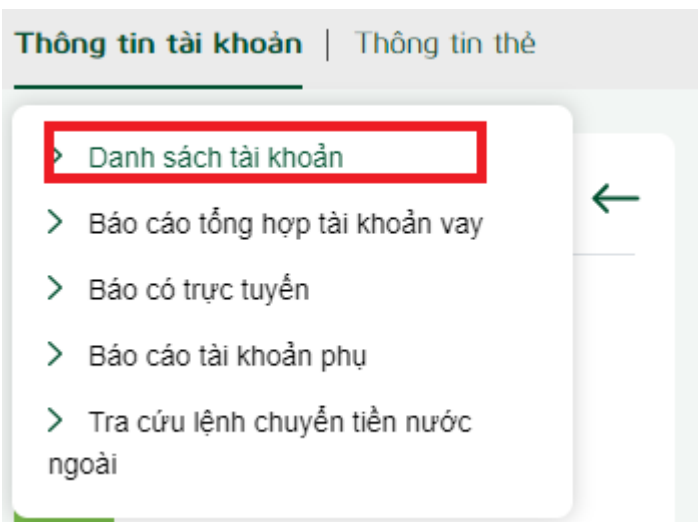 Thông tin tài khoản | Thông tin thẻ
Danh sách tài khoản
Báo cáo tổng hợp tài khoản vay
Báo có trực tuyến
Báo cáo tài khoản phụ
Tra cứu lệnh chuyển tiền nước
ngoài